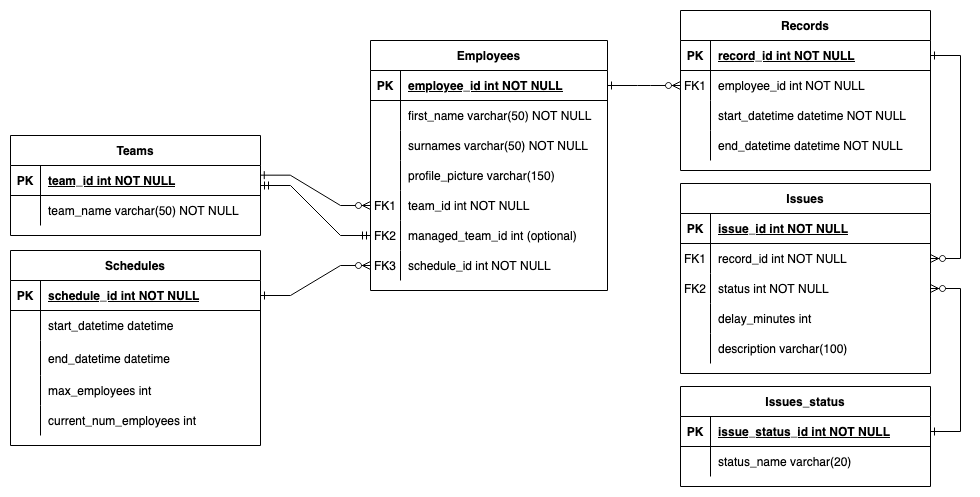 Teams
PK team_id int NOT NULL
team_name varchar(50) NOT NULL
Schedules
PK schedule_id int NOT NULL
start_datetime datetime
end_datetime datetime
max_employees int
current_num_employees int
Employees
PK employee_id int NOT NULL
first_name varchar(50) NOT NULL
surnames varchar(50) NOT NULL
profile_picture varchar(150)
FK1 team_id int NOT NULL
FK2 managed_team_id int (optional)
FK3 schedule_id int NOT NULL
Records
PK record_id int NOT NULL
FK1 employee_id int NOT NULL
start_datetime datetime NOT NULL
end_datetime datetime NOT NULL
Issues
PK issue_id int NOT NULL
FK1 record_id int NOT NULL
FK2 status int NOT NULL
delay_minutes int
description varchar(100)
Issues_status
PK issue_status_id int NOT NULL
status_name varchar(20)